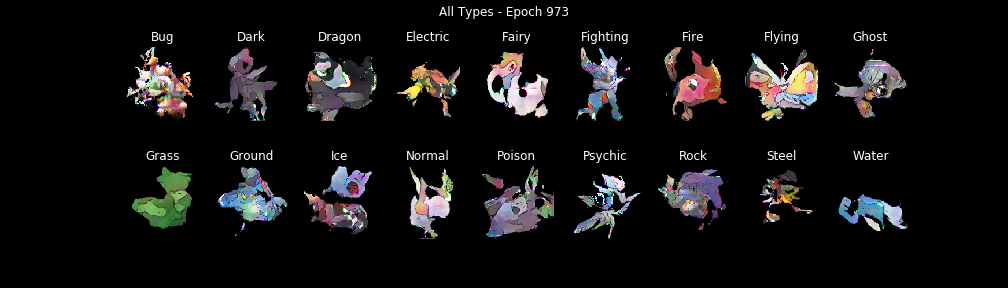 All Types - Epoch 973
Bug Dark Dragon Electric Fairy Fighting Fire Flying Ghost
Grass Ground Ice Normal Poison Psychic Rock Steel Water